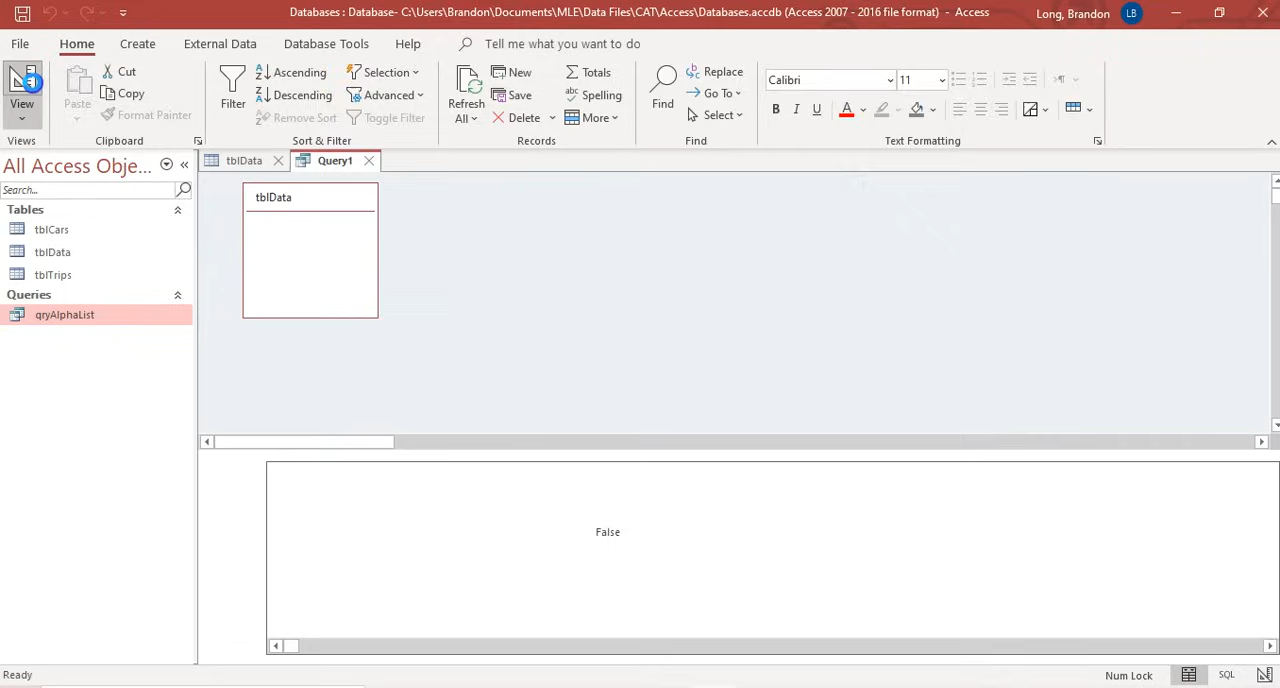 Databases : Database- C:\Users\Brandon\Documents\MLE\Data Files\CAT\Access\Databases.accdb (Access 2007 - 2016 file format) - Access
Long, Brandon
LB
File
Home
Create
External Data
Database Tools
Help
Tell me what you want to do
View
Views
Paste
Cut
Copy
Format Painter
Clipboard
Filter
Ascending
Descending
Remove Sort
Selection
Advanced
Toggle Filter
Sort & Filter
Refresh
All
New
Save
Delete
Totals
Spelling
More
Records
Find
Replace
Go To
Select
Find
Calibri
11
B I U
A
Text Formatting
All Access Obje...
Search...
Tables
tblCars
tblData
tblTrips
Queries
qryAlphaList
tblData
Query1
tblData
False
Ready
Num Lock
SQL